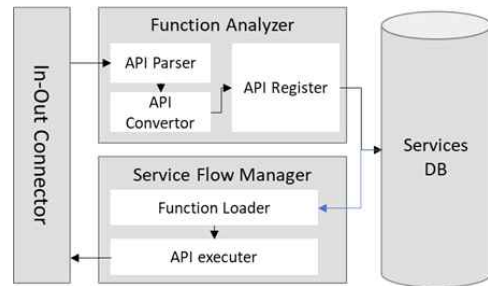 In-Out Connector
Function Analyzer
API Parser
API
Convertor
API Register
Service Flow Manager
Function Loader
API executer
Services
DB